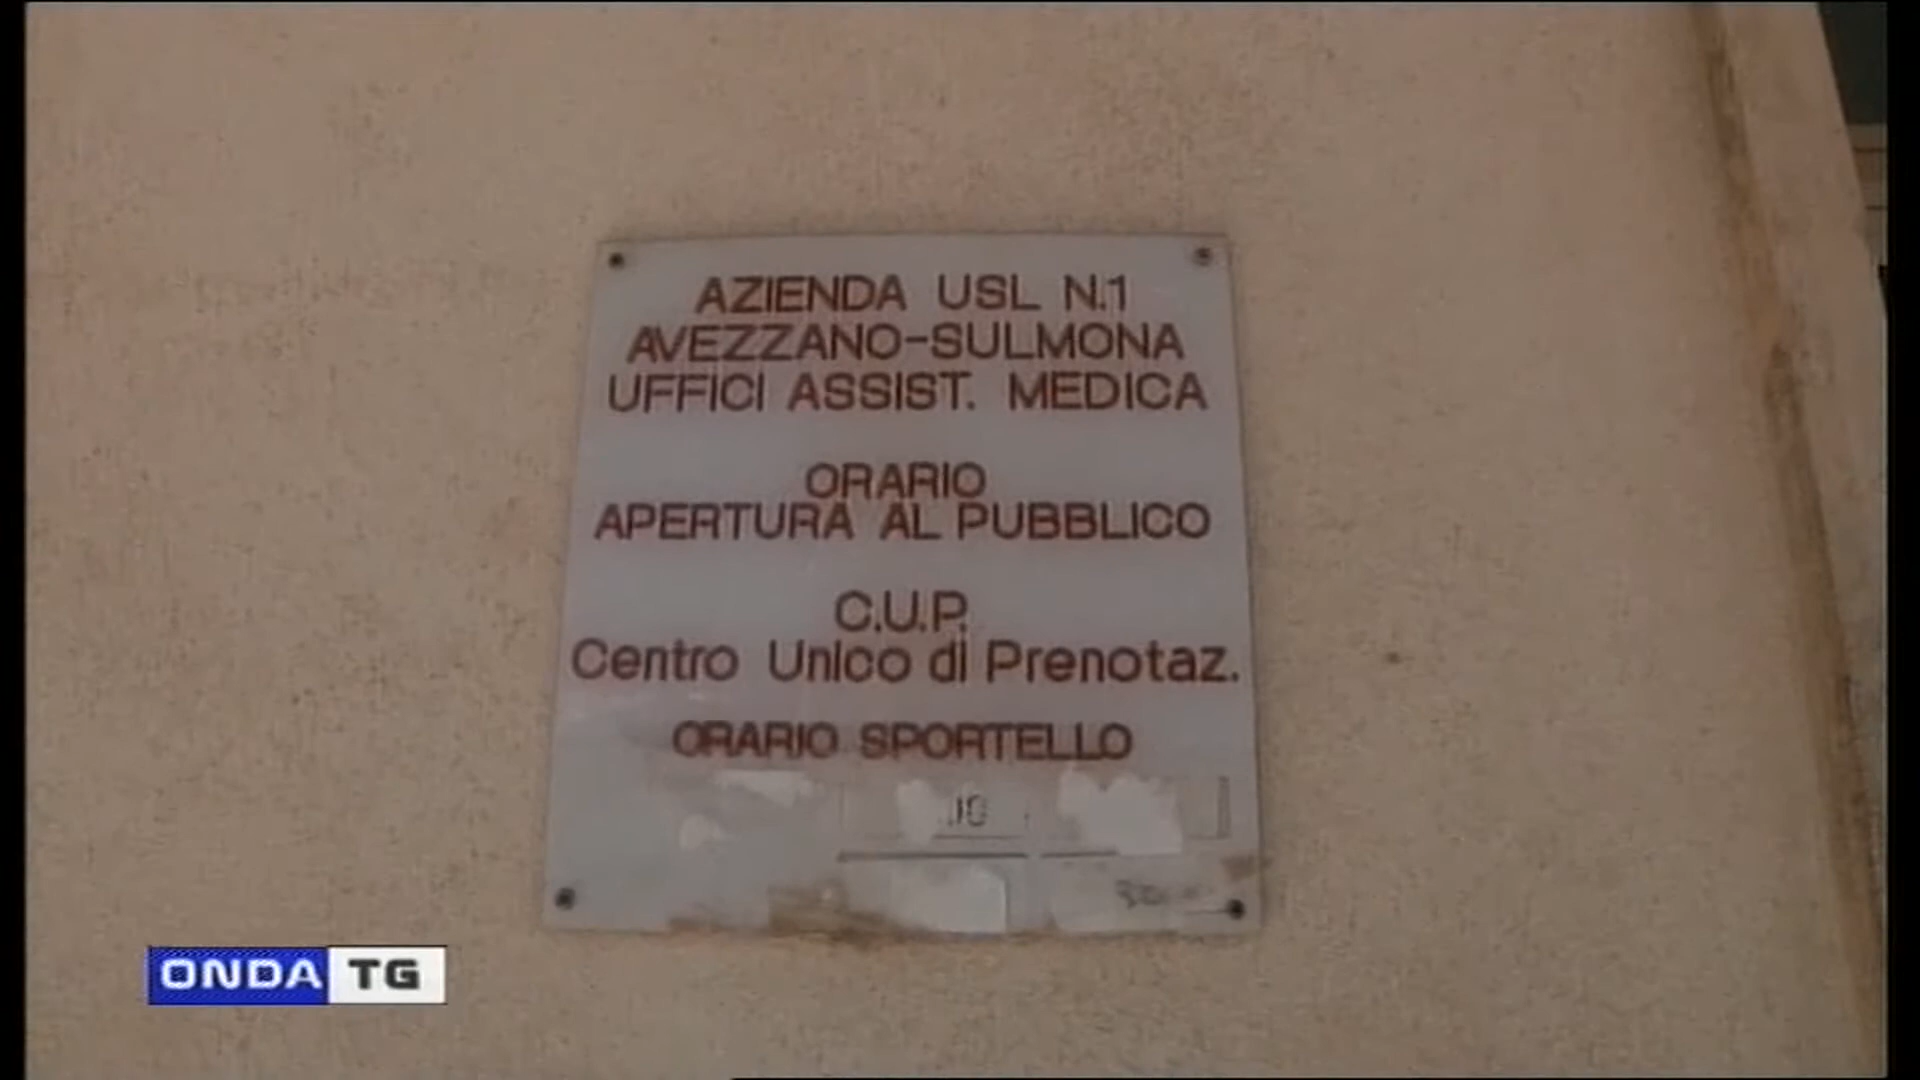 AZIENDA USL N.1
AVEZZANO-SULMONA
UFFICI ASSIST. MEDICA
ORARIO
APERTURA AL PUBBLICO
C.U.P.
Centro Unico di Prenotaz.
ORARIO SPORTELLO
ONDA TG